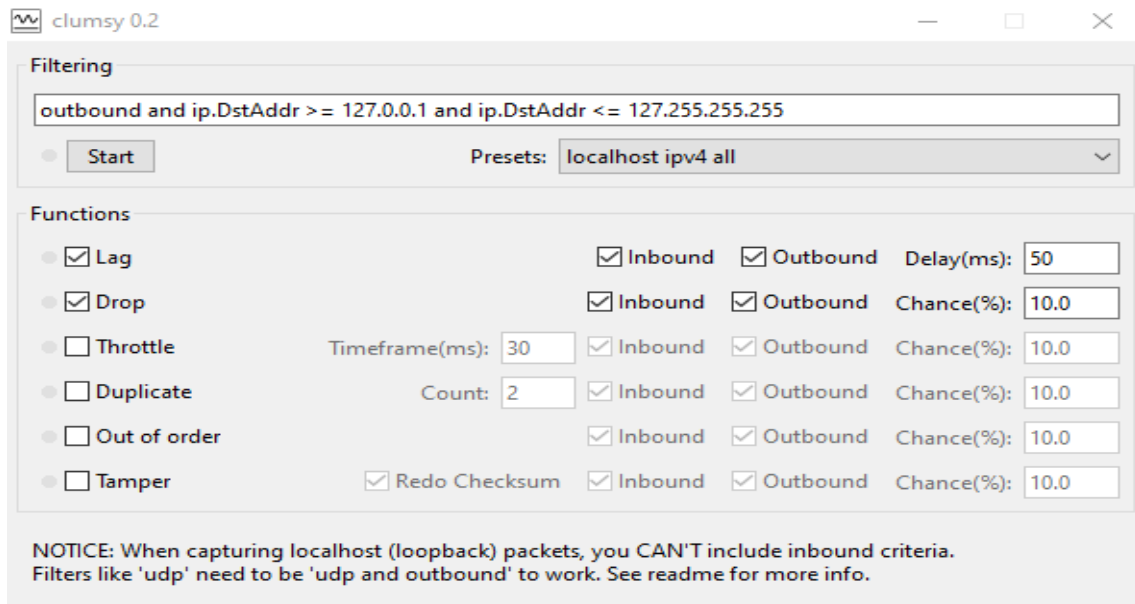 clumsy 0.2
Filtering
outbound and ip.DstAddr >= 127.0.0.1 and ip.DstAddr <= 127.255.255.255
Start Presets: localhost ipv4 all
Functions
Lag Inbound Outbound Delay(ms): 50
Drop Inbound Outbound Chance(%): 10.0
Throttle Timeframe(ms): 30 Inbound Outbound Chance(%): 10.0
Duplicate Count: 2 Inbound Outbound Chance(%): 10.0
Out of order Inbound Outbound Chance(%): 10.0
Tamper Redo Checksum Inbound Outbound Chance(%): 10.0
NOTICE: When capturing localhost (loopback) packets, you CAN'T include inbound criteria.
Filters like 'udp' need to be 'udp and outbound' to work. See readme for more info.